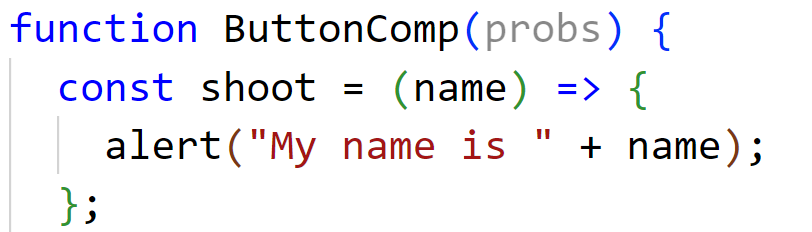 function ButtonComp(probs) {
const shoot = (name) => {
alert("My name is " + name);
};